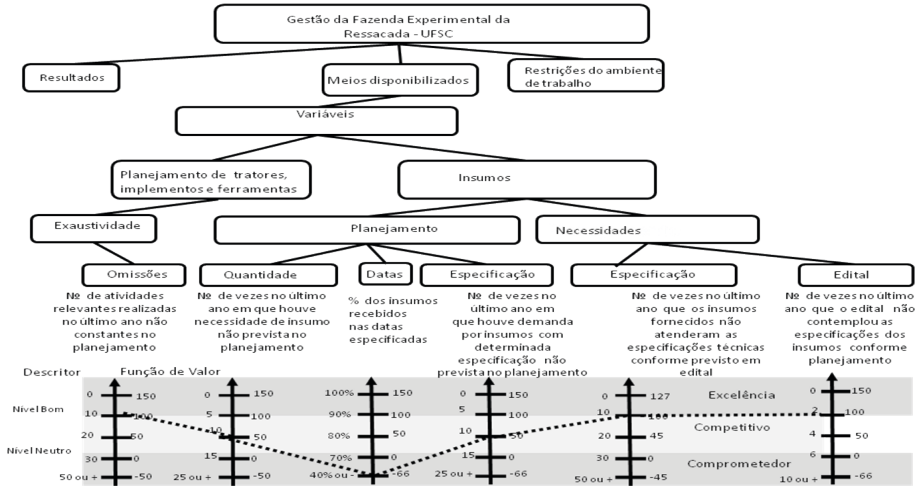 Gestão da Fazenda Experimental da
Ressacada - UFSC
Resultados
Meios disponibilizados
Restrições do ambiente
de trabalho
Variáveis
Planejamento de tratores,
implementos e ferramentas
Insumos
Exaustividade
Planejamento
Necessidades
Omissões
Quantidade
Datas
Especificação
Especificação
Edital
Nº de atividades
relevantes realizadas
no último ano não
constantes no
planejamento
Nº de vezes no último
ano em que houve
necessidade de insumo
não prevista no
planejamento
% dos insumos
recebidos
nas datas
especificadas
Nº de vezes no
último ano em
que houve demanda
por insumos com
determinada
especificação não
prevista no planejamento
Nº de vezes no último
ano que os insumos
fornecidos não
atenderam as
especificações técnicas
conforme previsto em
edital
Nº de vezes no último
ano que o edital não
contemplou as
especificações dos
insumos conforme
planejamento
Descritor
Função de Valor
0 150 0 150 100% 150 0 150 0 127 Excelência 0 150
Nível Bom
10 100 5 100 90% 100 5 100 10 100 2 100
Competitivo
20 50 10 50 80% 50 10 50 20 45 4 50
Nível Neutro
30 0 15 0 70% 0 15 0 30 0 Comprometedor 6 0
50 ou + -50 25 ou + -50 40% ou - -66 25 ou + -66 50 ou + -45 10 ou + -66